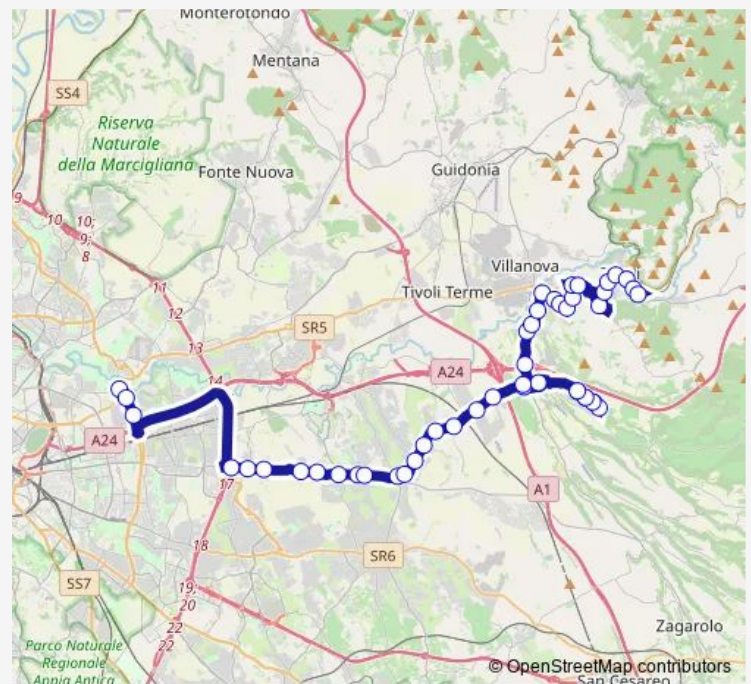 Monterotondo
Mentana
SS4
Riserva
Naturale
della Marcigliana
Fonte Nuova
Guidonia
9
10
10;
9;
8
11
Villanova
12
Tivoli Terme
SR5
13
14
A24
A24
17
A1
18
SR6
SS7
19;
20
22
22
Zagarolo
Parco Naturale
Regionale
Appia Antica
© OpenStreetMap contributors
San Cesareo